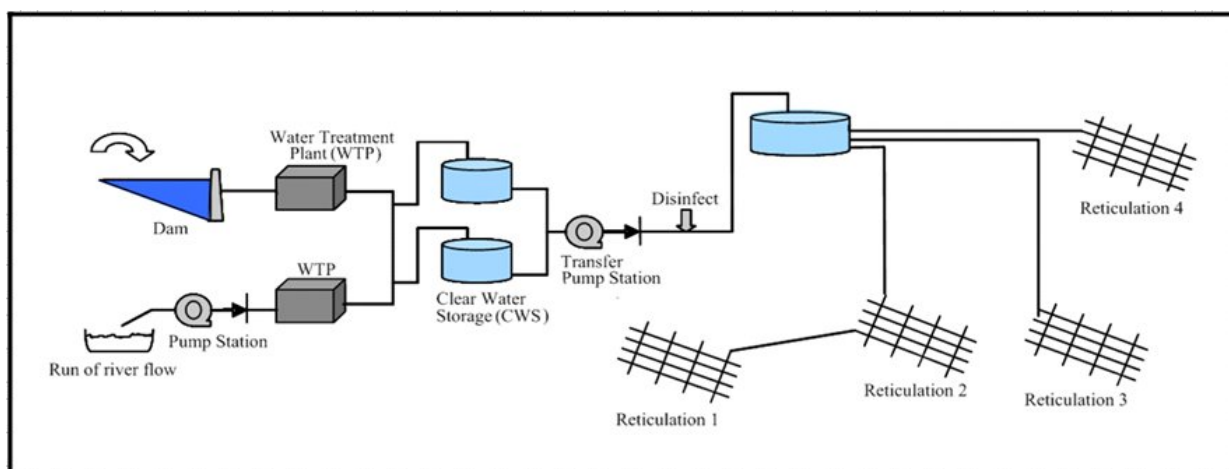 Water Treatment
Plant (WTP)
Dam
WTP
Pump Station
Run of river flow
Clear Water
Storage (CWS)
Disinfect
Transfer
Pump Station
Reticulation 1
Reticulation 2
Reticulation 3
Reticulation 4